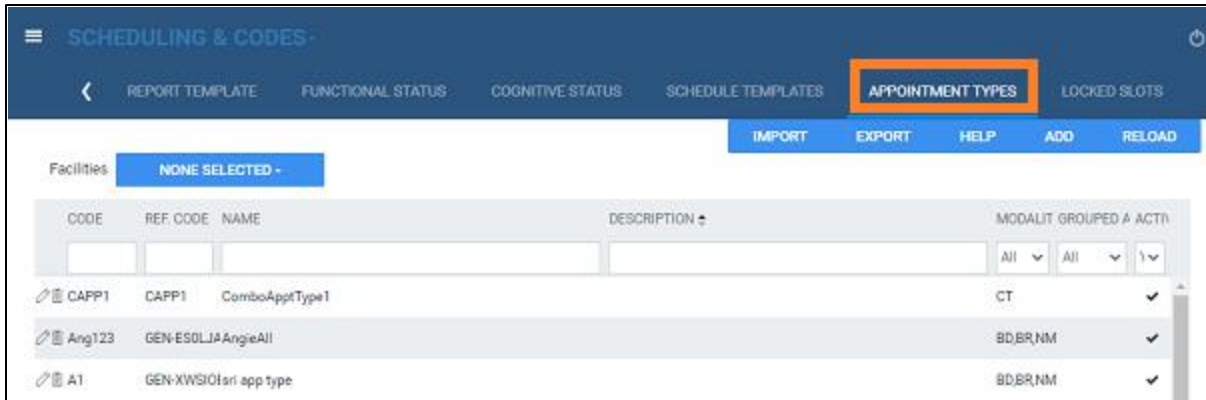 SCHEDULING & CODES
REPORT TEMPLATE FUNCTIONAL STATUS COGNITIVE STATUS SCHEDULE TEMPLATES APPOINTMENT TYPES LOCKED SLOTS
IMPORT EXPORT HELP ADD RELOAD
Facilities NONE SELECTED
CODE REF. CODE NAME DESCRIPTION MODALIT GROUPED A ACTIV
All All
CAPP1 CAPP1 ComboApptType1 CT
Ang123 AngieAll BD,BR,NM
A1 sri app type BD,BR,NM